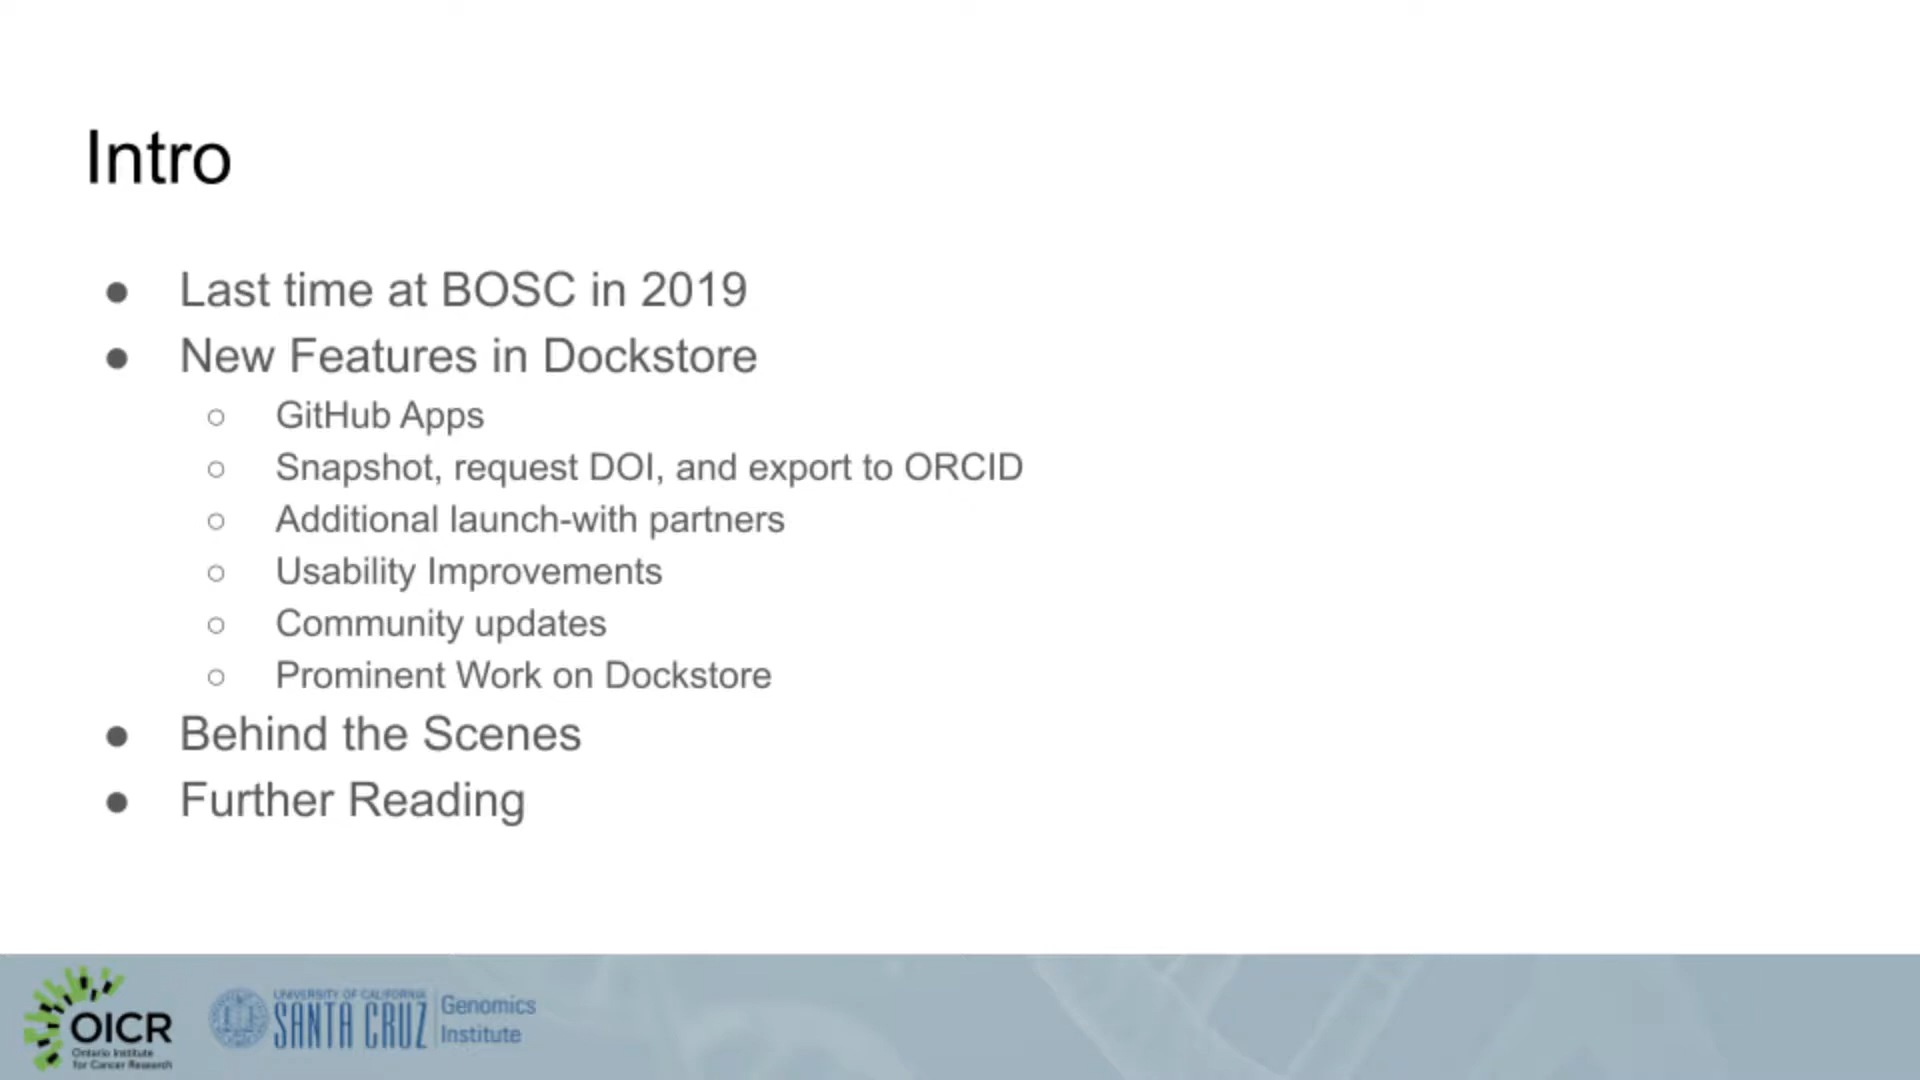 Intro
● Last time at BOSC in 2019
● New Features in Dockstore
○ GitHub Apps
○ Snapshot, request DOI, and export to ORCID
○ Additional launch-with partners
○ Usability Improvements
○ Community updates
○ Prominent Work on Dockstore
● Behind the Scenes
● Further Reading
OICR
Ontario Institute
for Cancer Research
UNIVERSITY OF CALIFORNIA
SANTA CRUZ
Genomics
Institute